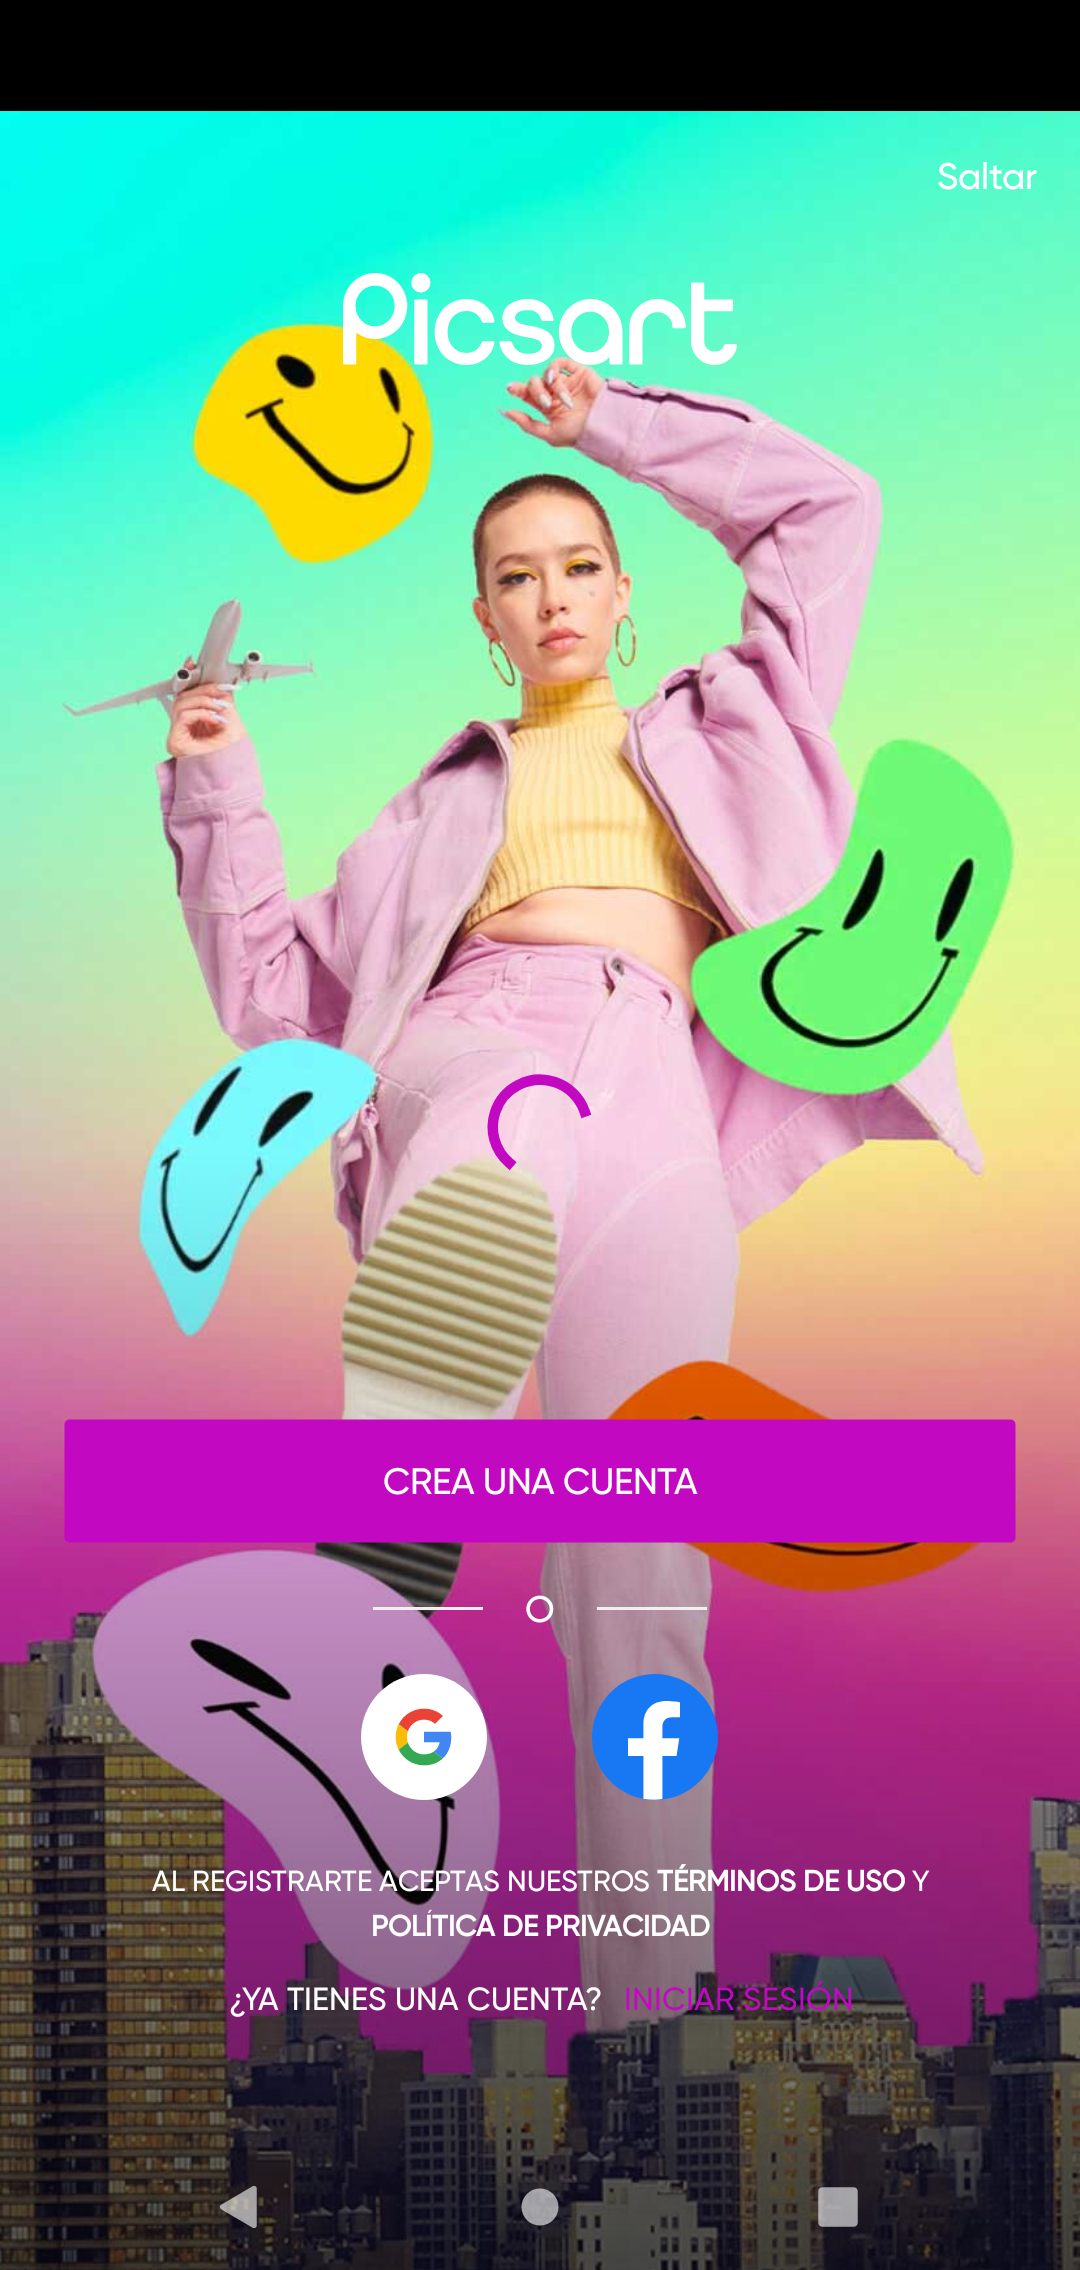 Saltar
Picsart
CREA UNA CUENTA
O
AL REGISTRARTE ACEPTAS NUESTROS TÉRMINOS DE USO Y
POLÍTICA DE PRIVACIDAD
¿YA TIENES UNA CUENTA? INICIAR SESIÓN